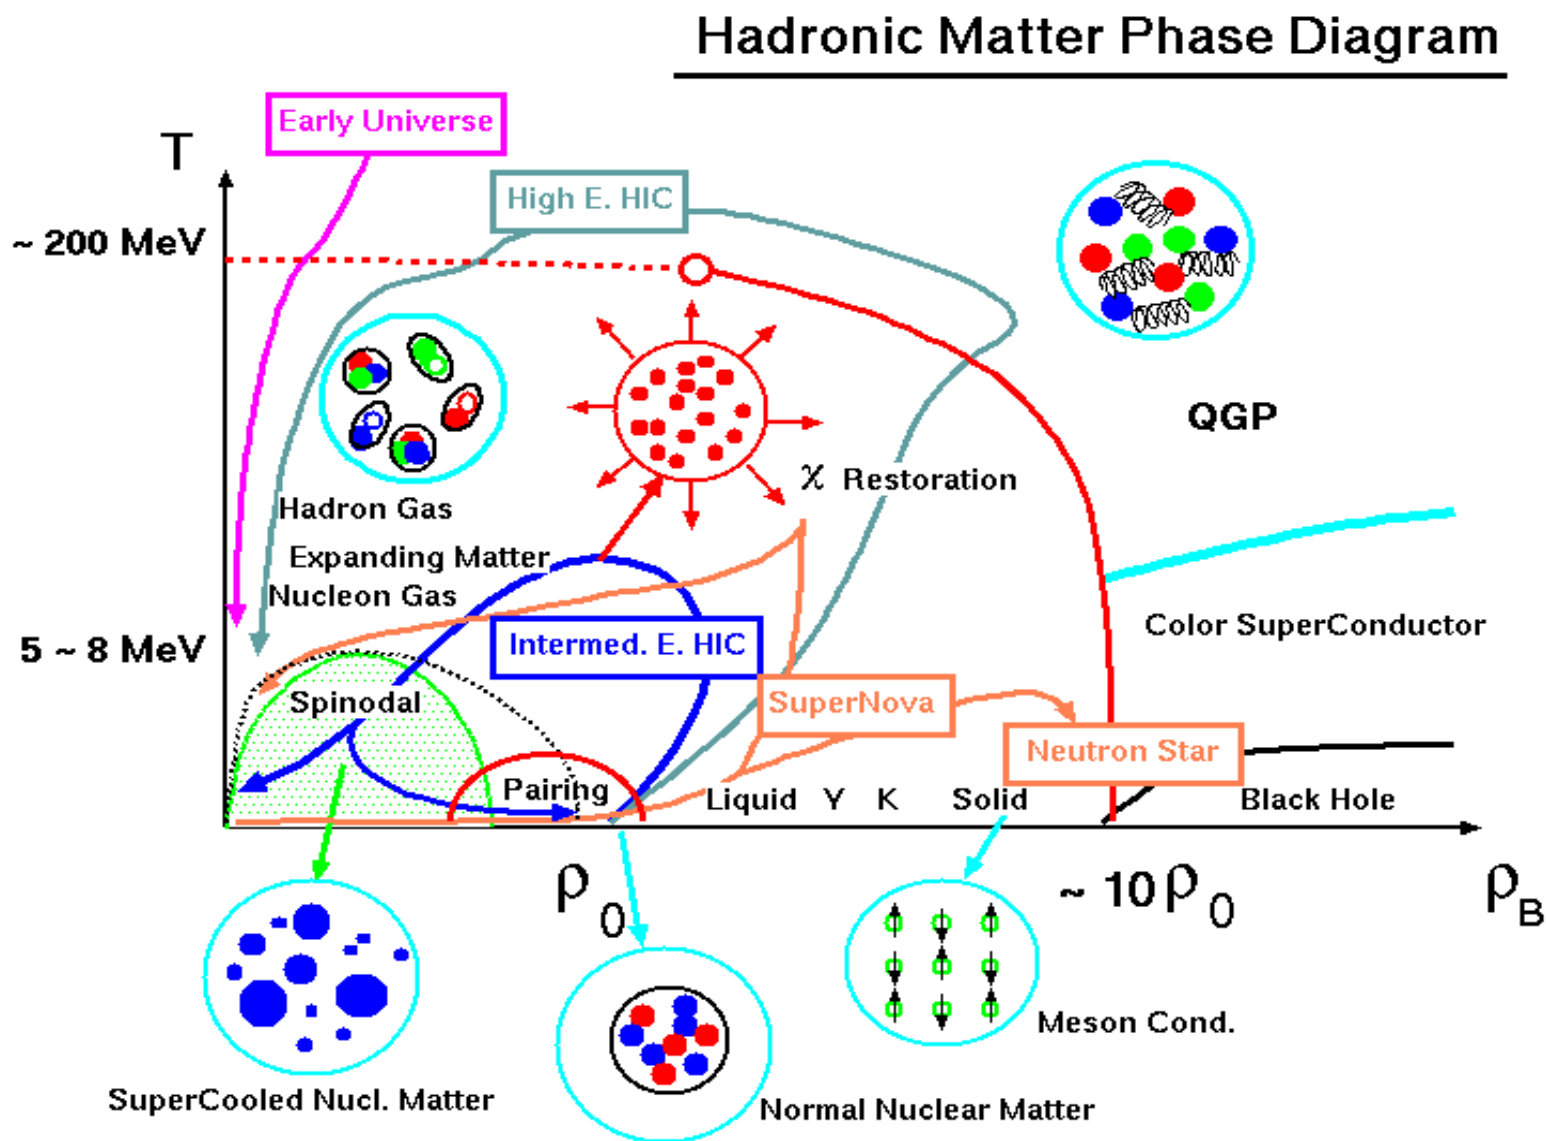 Hadronic Matter Phase Diagram
Early Universe
T
High E. HIC
~ 200 MeV
QGP
χ Restoration
Hadron Gas
Expanding Matter
Nucleon Gas
Intermed. E. HIC
Color SuperConductor
5 ~ 8 MeV
Spinodal
SuperNova
Neutron Star
Pairing
Liquid Y K Solid
Black Hole
ρ0
~ 10 ρ0
ρB
Meson Cond.
SuperCooled Nucl. Matter
Normal Nuclear Matter